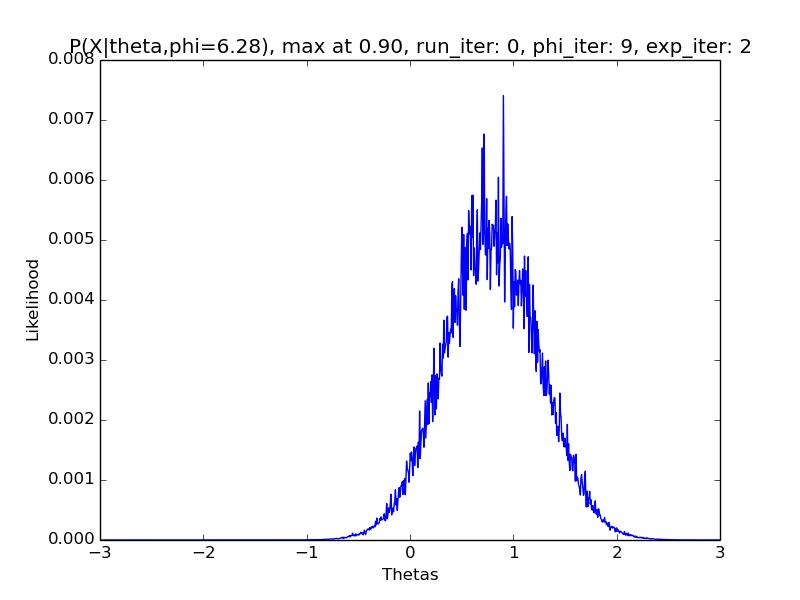 P(X|theta,phi=6.28), max at 0.90, run_iter: 0, phi_iter: 9, exp_iter: 2
0.008
0.007
0.006
0.005
0.004
0.003
0.002
0.001
0.000
Likelihood
−3 −2 −1 0 1 2 3
Thetas